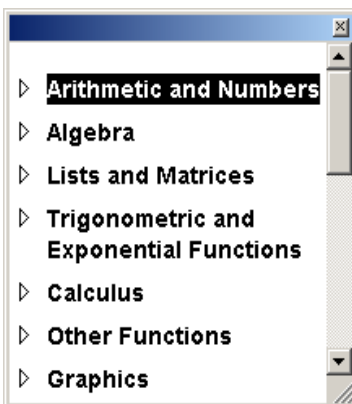 Arithmetic and Numbers
Algebra
Lists and Matrices
Trigonometric and
Exponential Functions
Calculus
Other Functions
Graphics